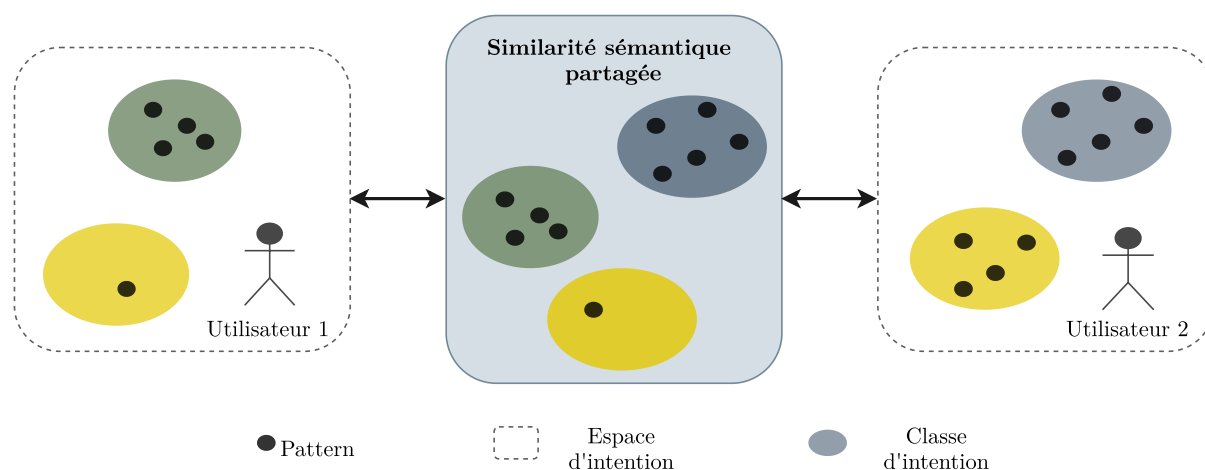 Similarité sémantique
partagée
Utilisateur 1
Utilisateur 2
Pattern
Espace
d'intention
Classe
d'intention